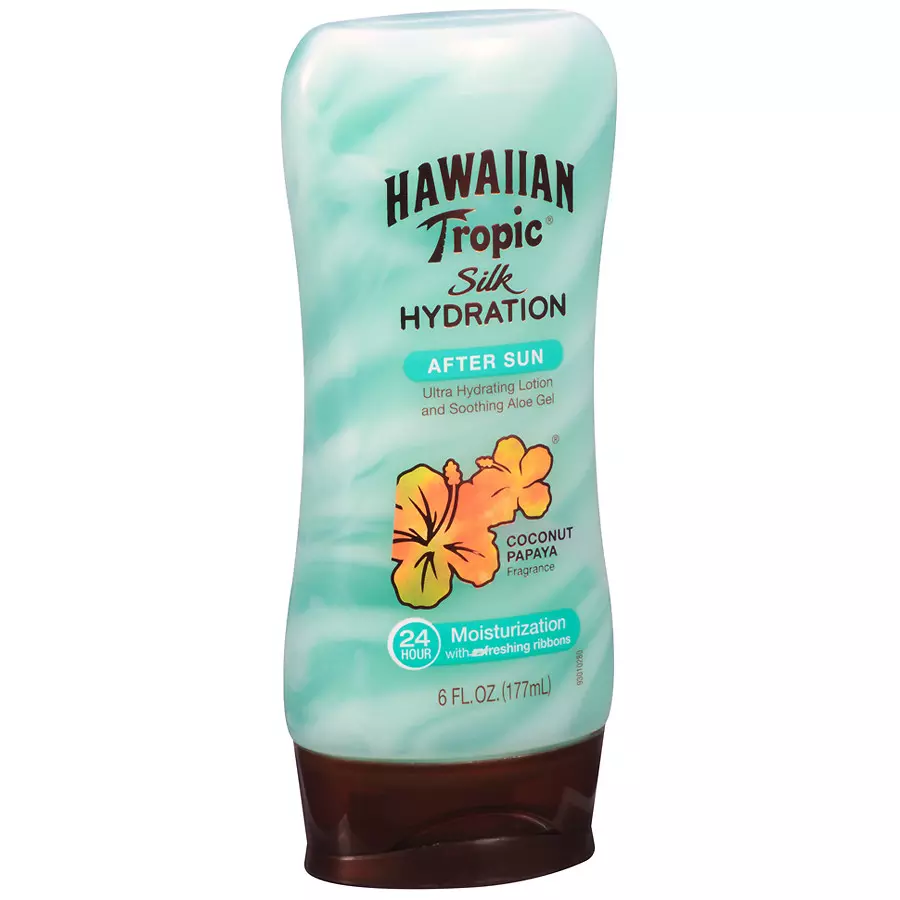 HAWAIIAN
Tropic®
Silk
HYDRATION
AFTER SUN
Ultra Hydrating Lotion
and Soothing Aloe Gel
®
COCONUT
PAPAYA
Fragrance
24
HOUR
Moisturization
with refreshing ribbons
6 FL.OZ.(177mL)
93010280